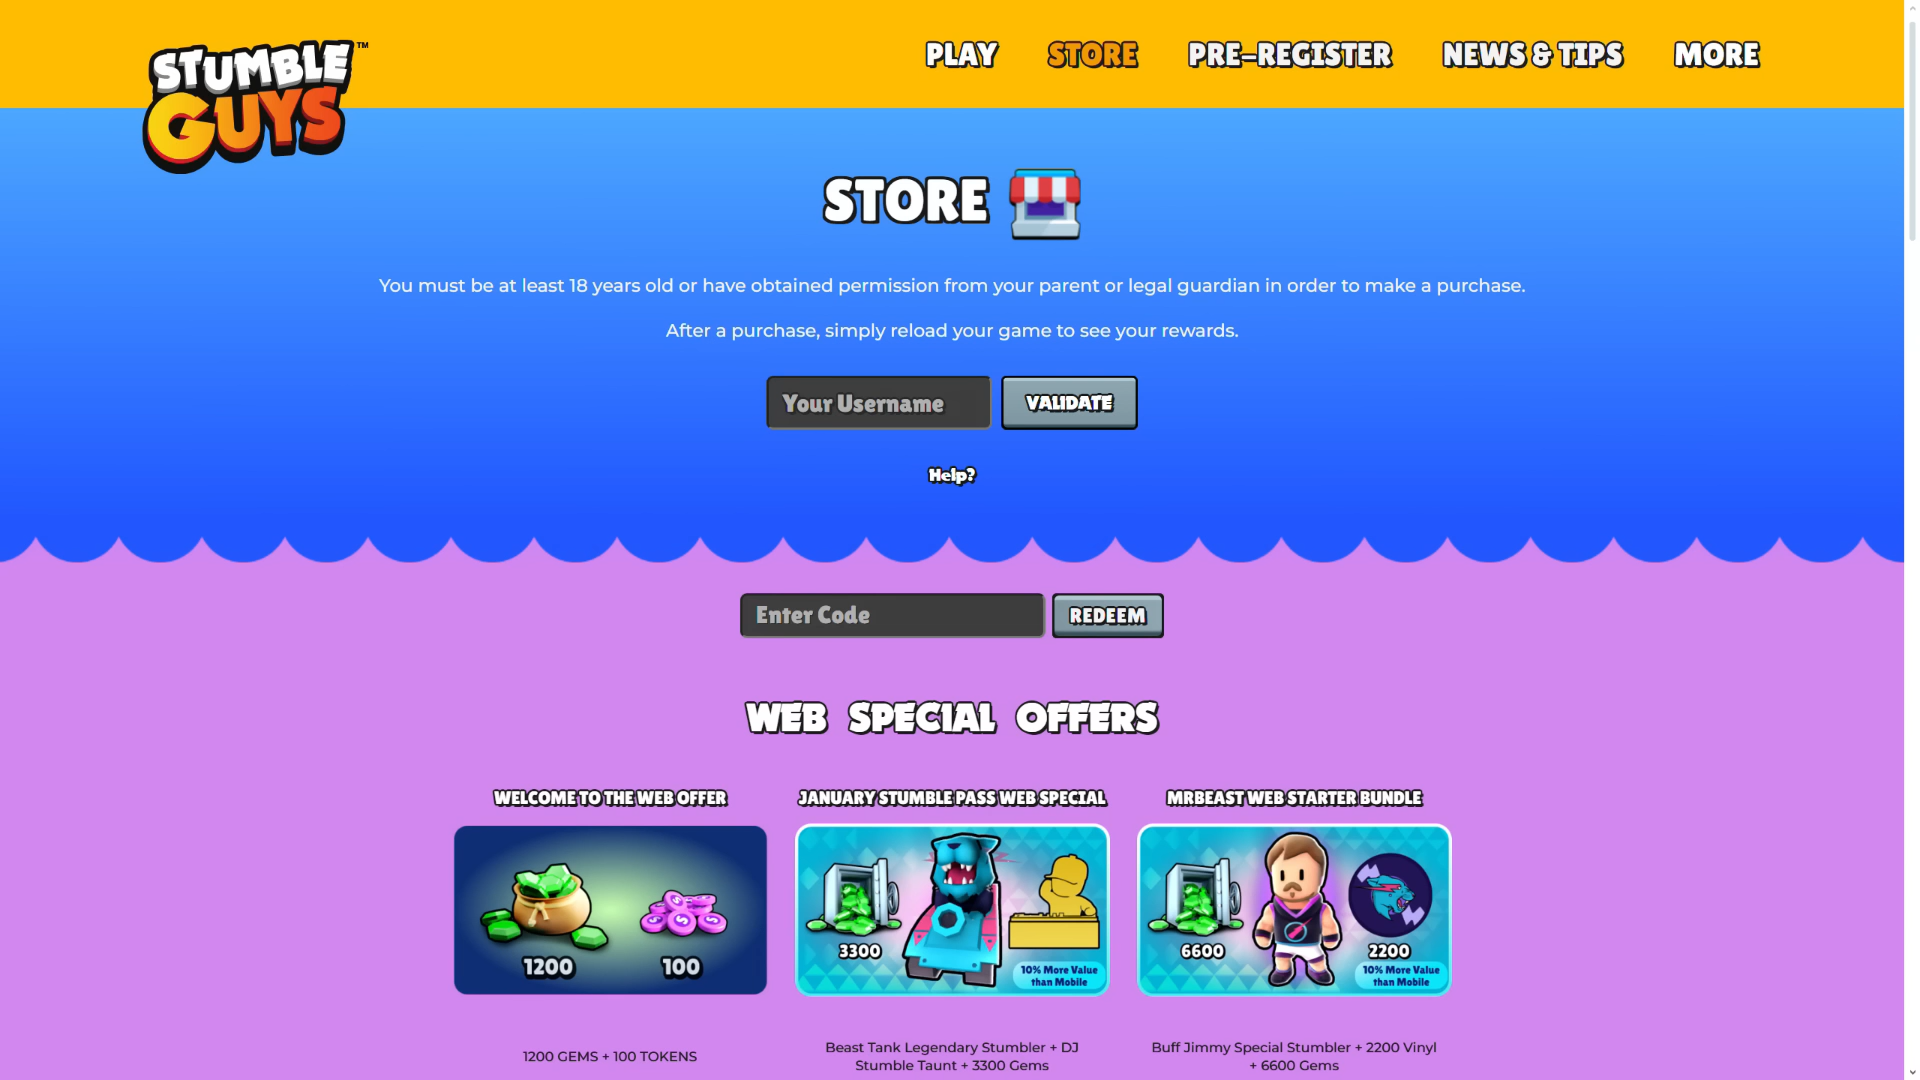 STUMBLE GUYS™
PLAY
STORE
PRE-REGISTER
NEWS & TIPS
MORE
STORE
You must be at least 18 years old or have obtained permission from your parent or legal guardian in order to make a purchase.
After a purchase, simply reload your game to see your rewards.
Your Username
VALIDATE
Help?
Enter Code
REDEEM
WEB SPECIAL OFFERS
WELCOME TO THE WEB OFFER
1200
100
1200 GEMS + 100 TOKENS
JANUARY STUMBLE PASS WEB SPECIAL
3300
10% More Value
than Mobile
Beast Tank Legendary Stumbler + DJ
Stumble Taunt + 3300 Gems
MRBEAST WEB STARTER BUNDLE
6600
2200
10% More Value
than Mobile
Buff Jimmy Special Stumbler + 2200 Vinyl
+ 6600 Gems